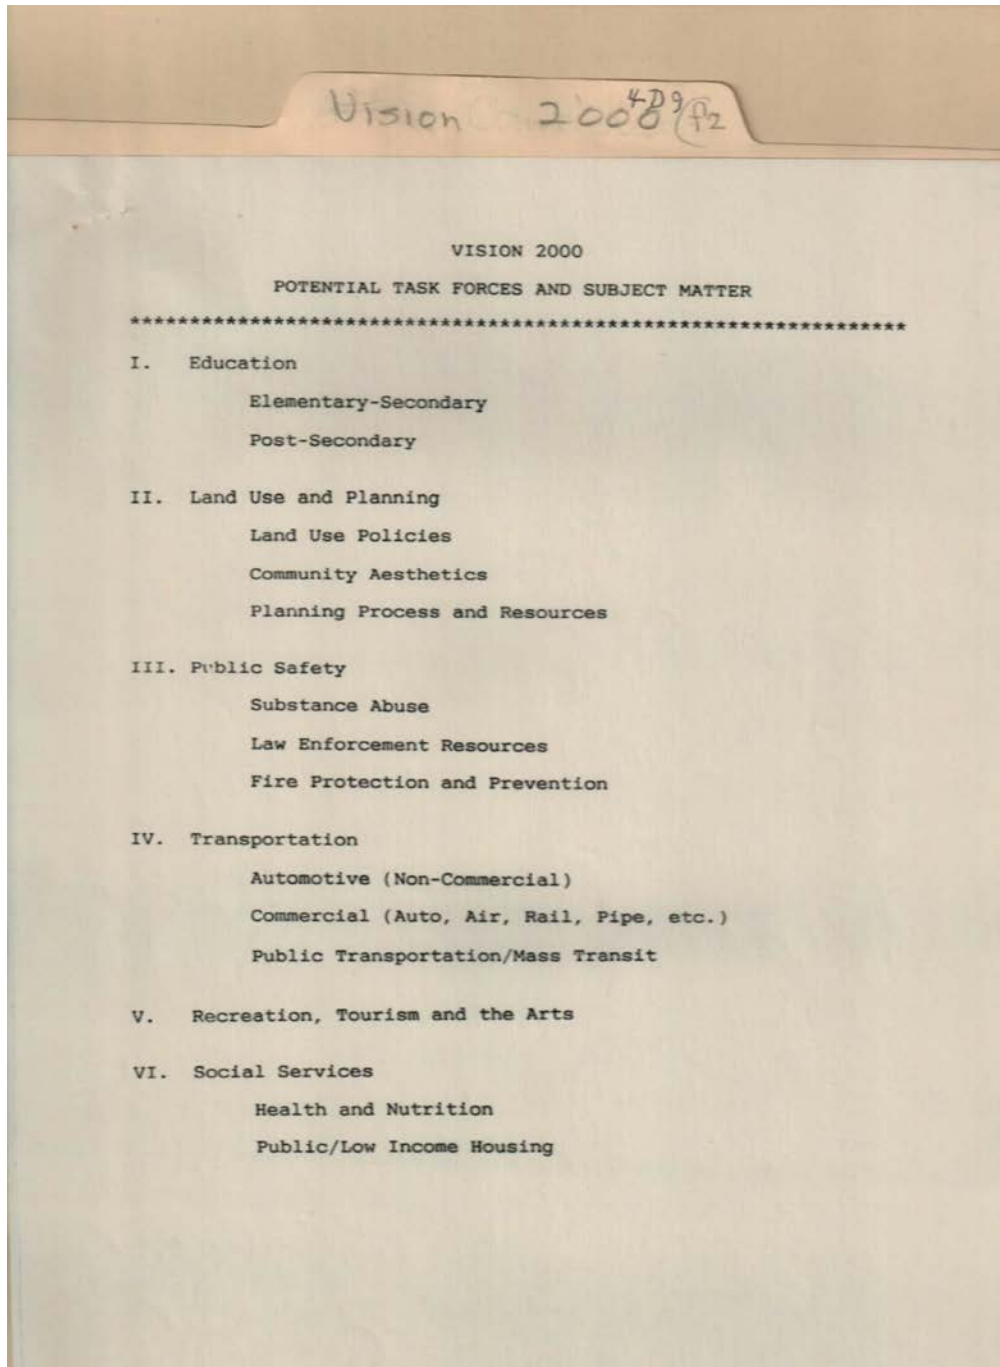 Vision 2000 4D9/f2
VISION 2000
POTENTIAL TASK FORCES AND SUBJECT MATTER
*****************************************************************
I. Education
Elementary-Secondary
Post-Secondary
II. Land Use and Planning
Land Use Policies
Community Aesthetics
Planning Process and Resources
III. Public Safety
Substance Abuse
Law Enforcement Resources
Fire Protection and Prevention
IV. Transportation
Automotive (Non-Commercial)
Commercial (Auto, Air, Rail, Pipe, etc.)
Public Transportation/Mass Transit
V. Recreation, Tourism and the Arts
VI. Social Services
Health and Nutrition
Public/Low Income Housing